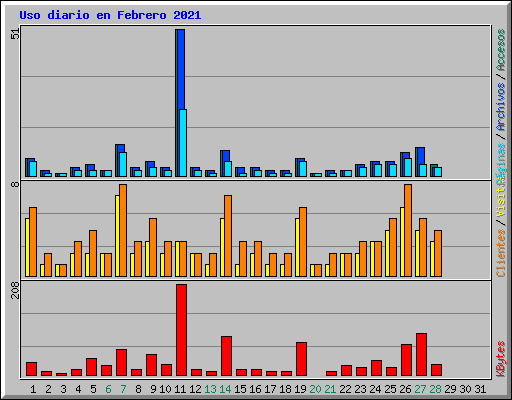 Uso diario en Febrero 2021
51
8
208
Accesos / Archivos / Páginas
Visitas / Clientes
KBytes
1 2 3 4 5 6 7 8 9 10 11 12 13 14 15 16 17 18 19 20 21 22 23 24 25 26 27 28 29 30 31